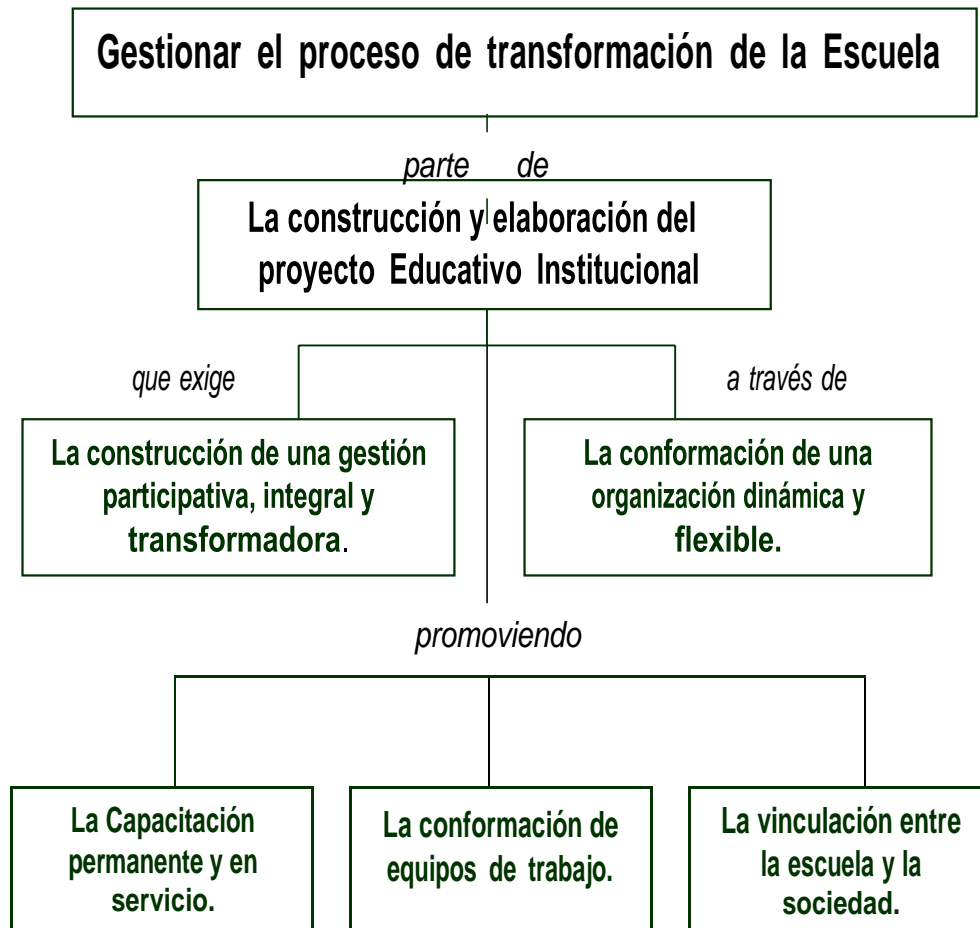 Gestionar el proceso de transformación de la Escuela
parte de
La construcción y elaboración del
proyecto Educativo Institucional
que exige
a través de
La construcción de una gestión
participativa, integral y
transformadora.
La conformación de una
organización dinámica y
flexible.
promoviendo
La Capacitación
permanente y en
servicio.
La conformación de
equipos de trabajo.
La vinculación entre
la escuela y la
sociedad.